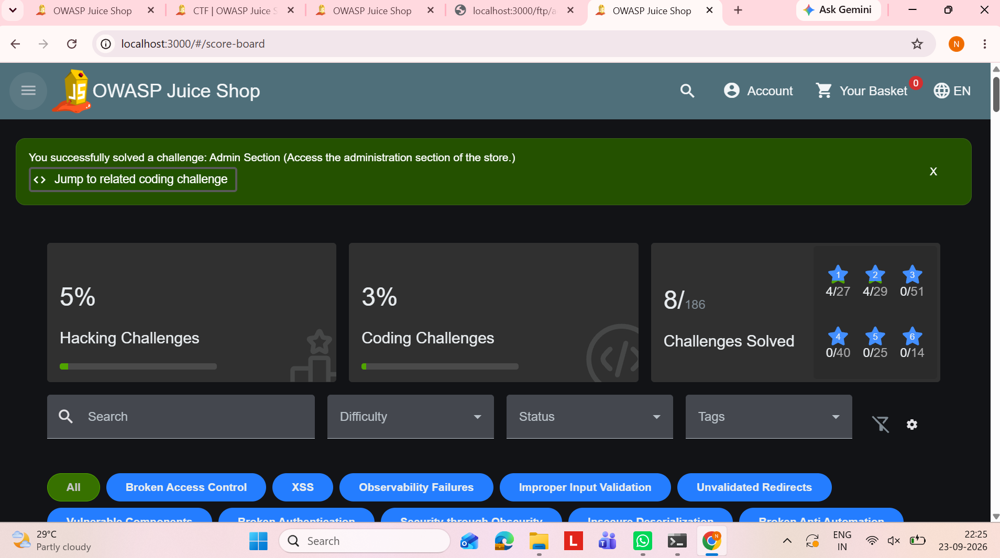 OWASP Juice Shop
CTF | OWASP Juice S
OWASP Juice Shop
localhost:3000/ftp/a
OWASP Juice Shop
Ask Gemini
localhost:3000/#/score-board
N
JS
OWASP Juice Shop
Account
Your Basket
0
EN
You successfully solved a challenge: Admin Section (Access the administration section of the store.)
<> Jump to related coding challenge
X
5%
Hacking Challenges
3%
Coding Challenges
8/186
Challenges Solved
1 2 3
4/27 4/29 0/51
4 5 6
0/40 0/25 0/14
Search
Difficulty
Status
Tags
All
Broken Access Control
XSS
Observability Failures
Improper Input Validation
Unvalidated Redirects
Vulnerable Components
Broken Authentication
Security through Obscurity
Insecure Deserialization
Broken Anti Automation
29°C
Partly cloudy
Search
L
N
ENG
IN
22:25
23-09-2026